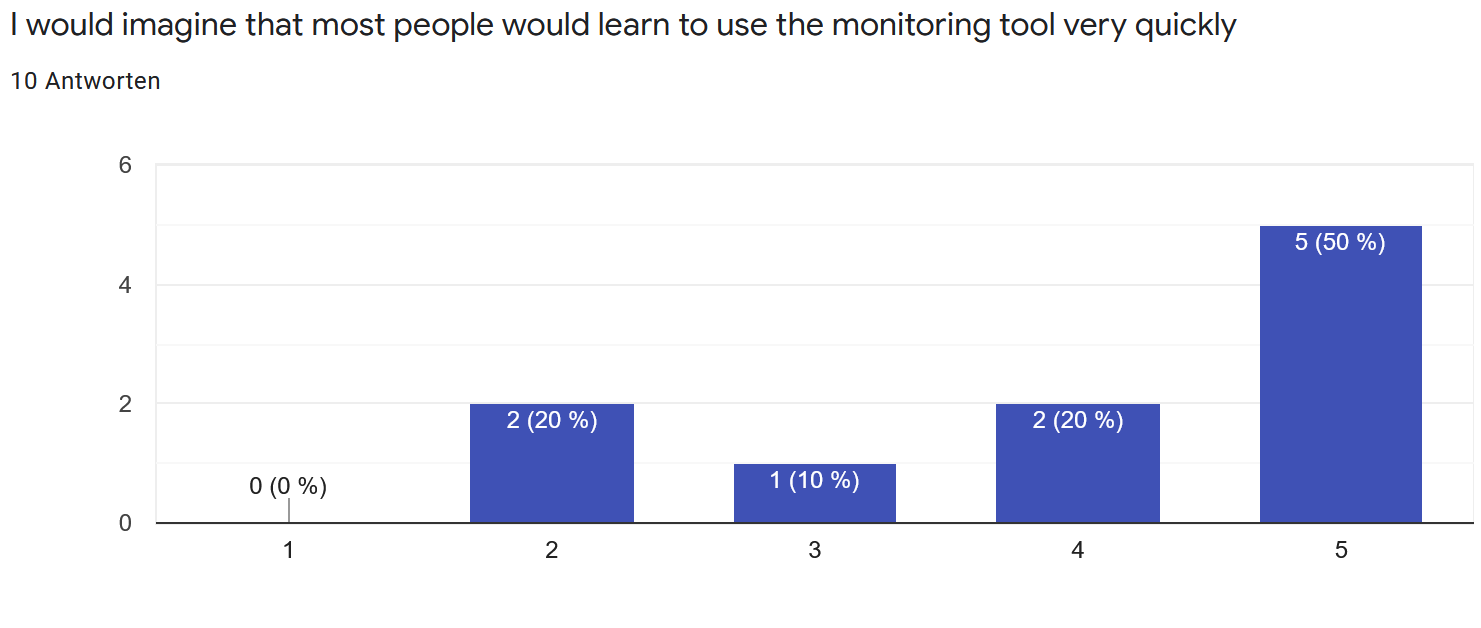 I would imagine that most people would learn to use the monitoring tool very quickly
10 Antworten
6
4
2
0
0 (0 %)
2 (20 %)
1 (10 %)
2 (20 %)
5 (50 %)
1
2
3
4
5